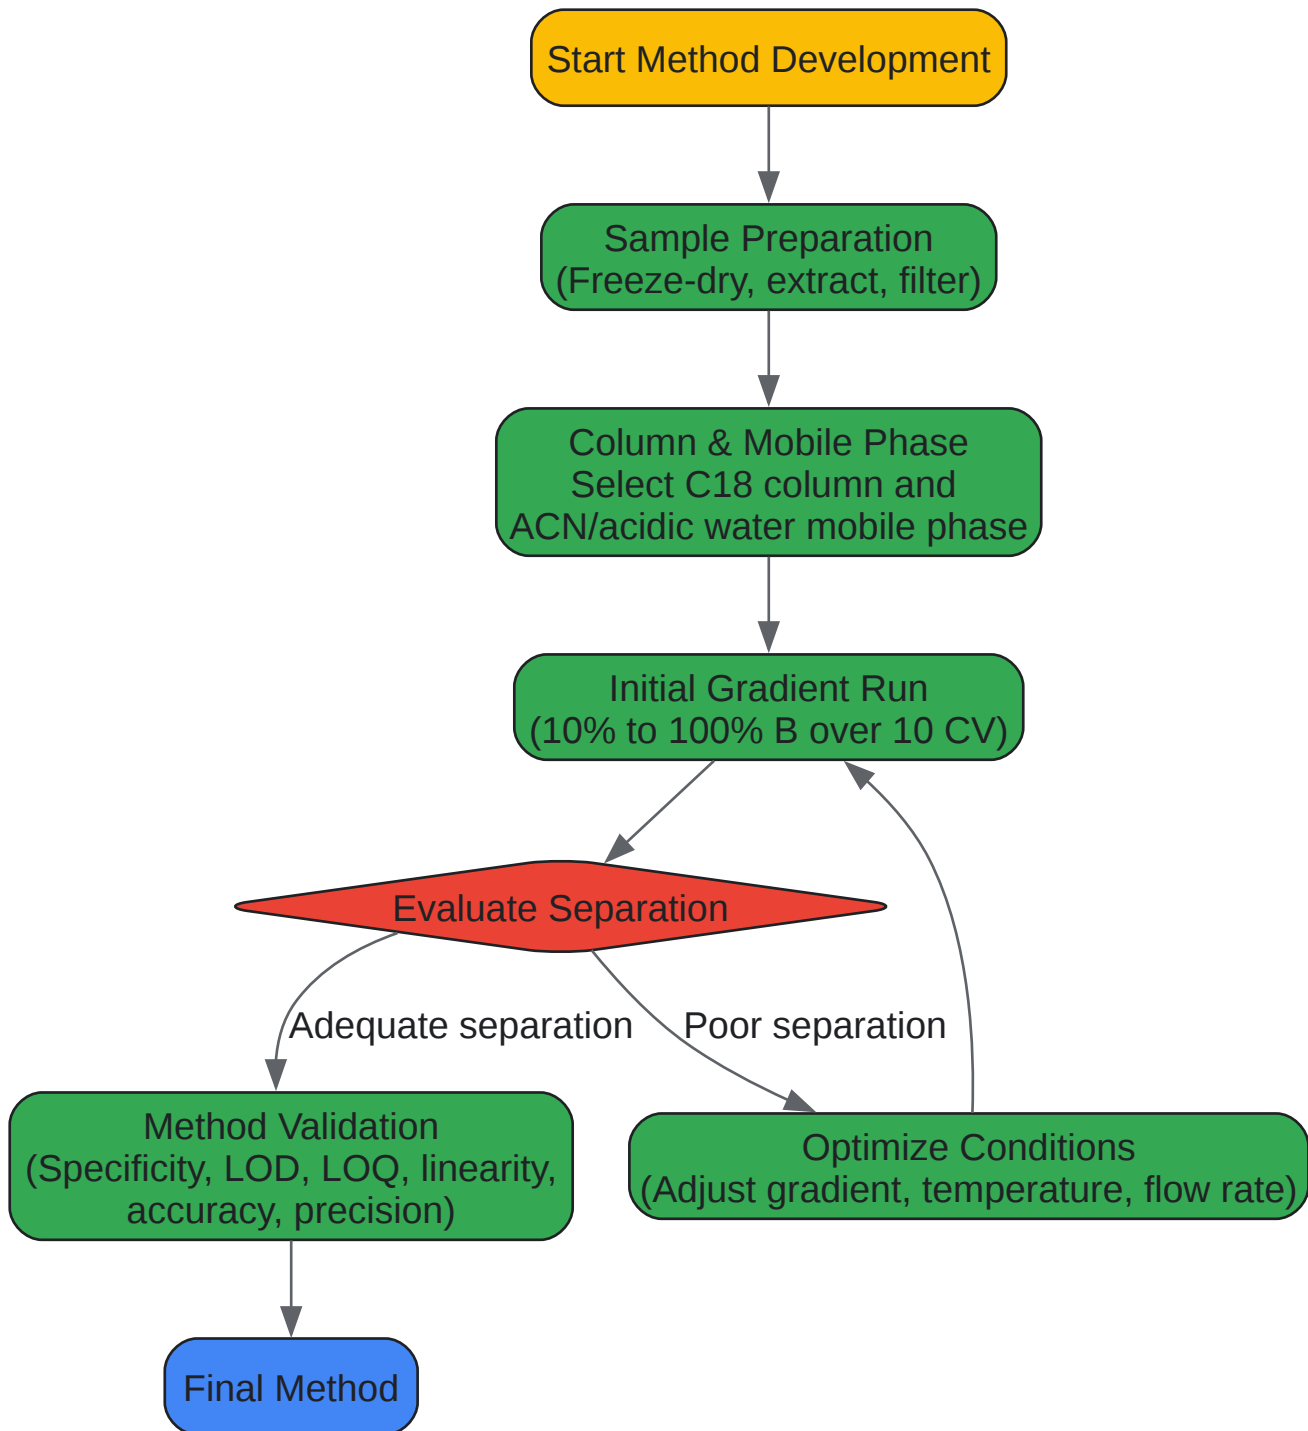 Start Method Development
Sample Preparation
(Freeze-dry, extract, filter)
Column & Mobile Phase
Select C18 column and
ACN/acidic water mobile phase
Initial Gradient Run
(10% to 100% B over 10 CV)
Evaluate Separation
Adequate separation
Poor separation
Method Validation
(Specificity, LOD, LOQ, linearity,
accuracy, precision)
Optimize Conditions
(Adjust gradient, temperature, flow rate)
Final Method